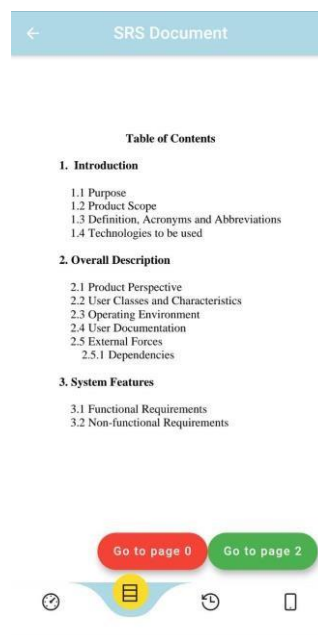 SRS Document
Table of Contents
1. Introduction
1.1 Purpose
1.2 Product Scope
1.3 Definition, Acronyms and Abbreviations
1.4 Technologies to be used
2. Overall Description
2.1 Product Perspective
2.2 User Classes and Characteristics
2.3 Operating Environment
2.4 User Documentation
2.5 External Forces
2.5.1 Dependencies
3. System Features
3.1 Functional Requirements
3.2 Non-functional Requirements
Go to page 0 Go to page 2